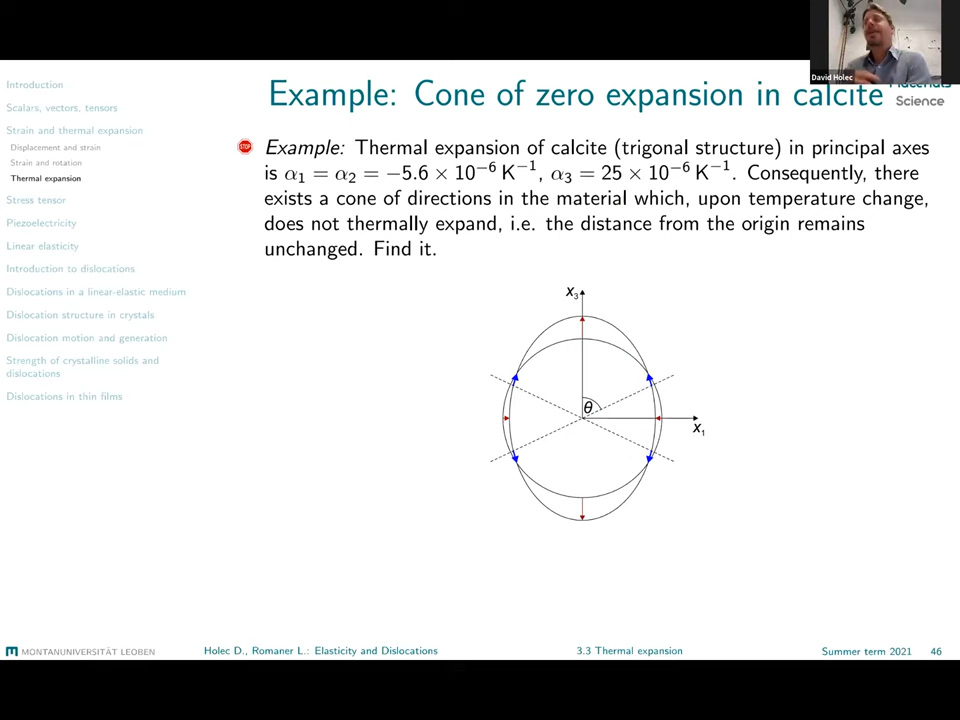 David Holec
Example: Cone of zero expansion in calcite
Materials
Science
Introduction
Scalars, vectors, tensors
Strain and thermal expansion
Displacement and strain
Strain and rotation
Thermal expansion
Stress tensor
Piezoelectricity
Linear elasticity
Introduction to dislocations
Dislocations in a linear-elastic medium
Dislocation structure in crystals
Dislocation motion and generation
Strength of crystalline solids and
dislocations
Dislocations in thin films
STOP
Example: Thermal expansion of calcite (trigonal structure) in principal axes
is α₁ = α₂ = −5.6 × 10⁻⁶ K⁻¹, α₃ = 25 × 10⁻⁶ K⁻¹. Consequently, there
exists a cone of directions in the material which, upon temperature change,
does not thermally expand, i.e. the distance from the origin remains
unchanged. Find it.
x₃
θ
x₁
MONTANUNIVERSITÄT LEOBEN
Holec D., Romaner L.: Elasticity and Dislocations
3.3 Thermal expansion
Summer term 2021 46